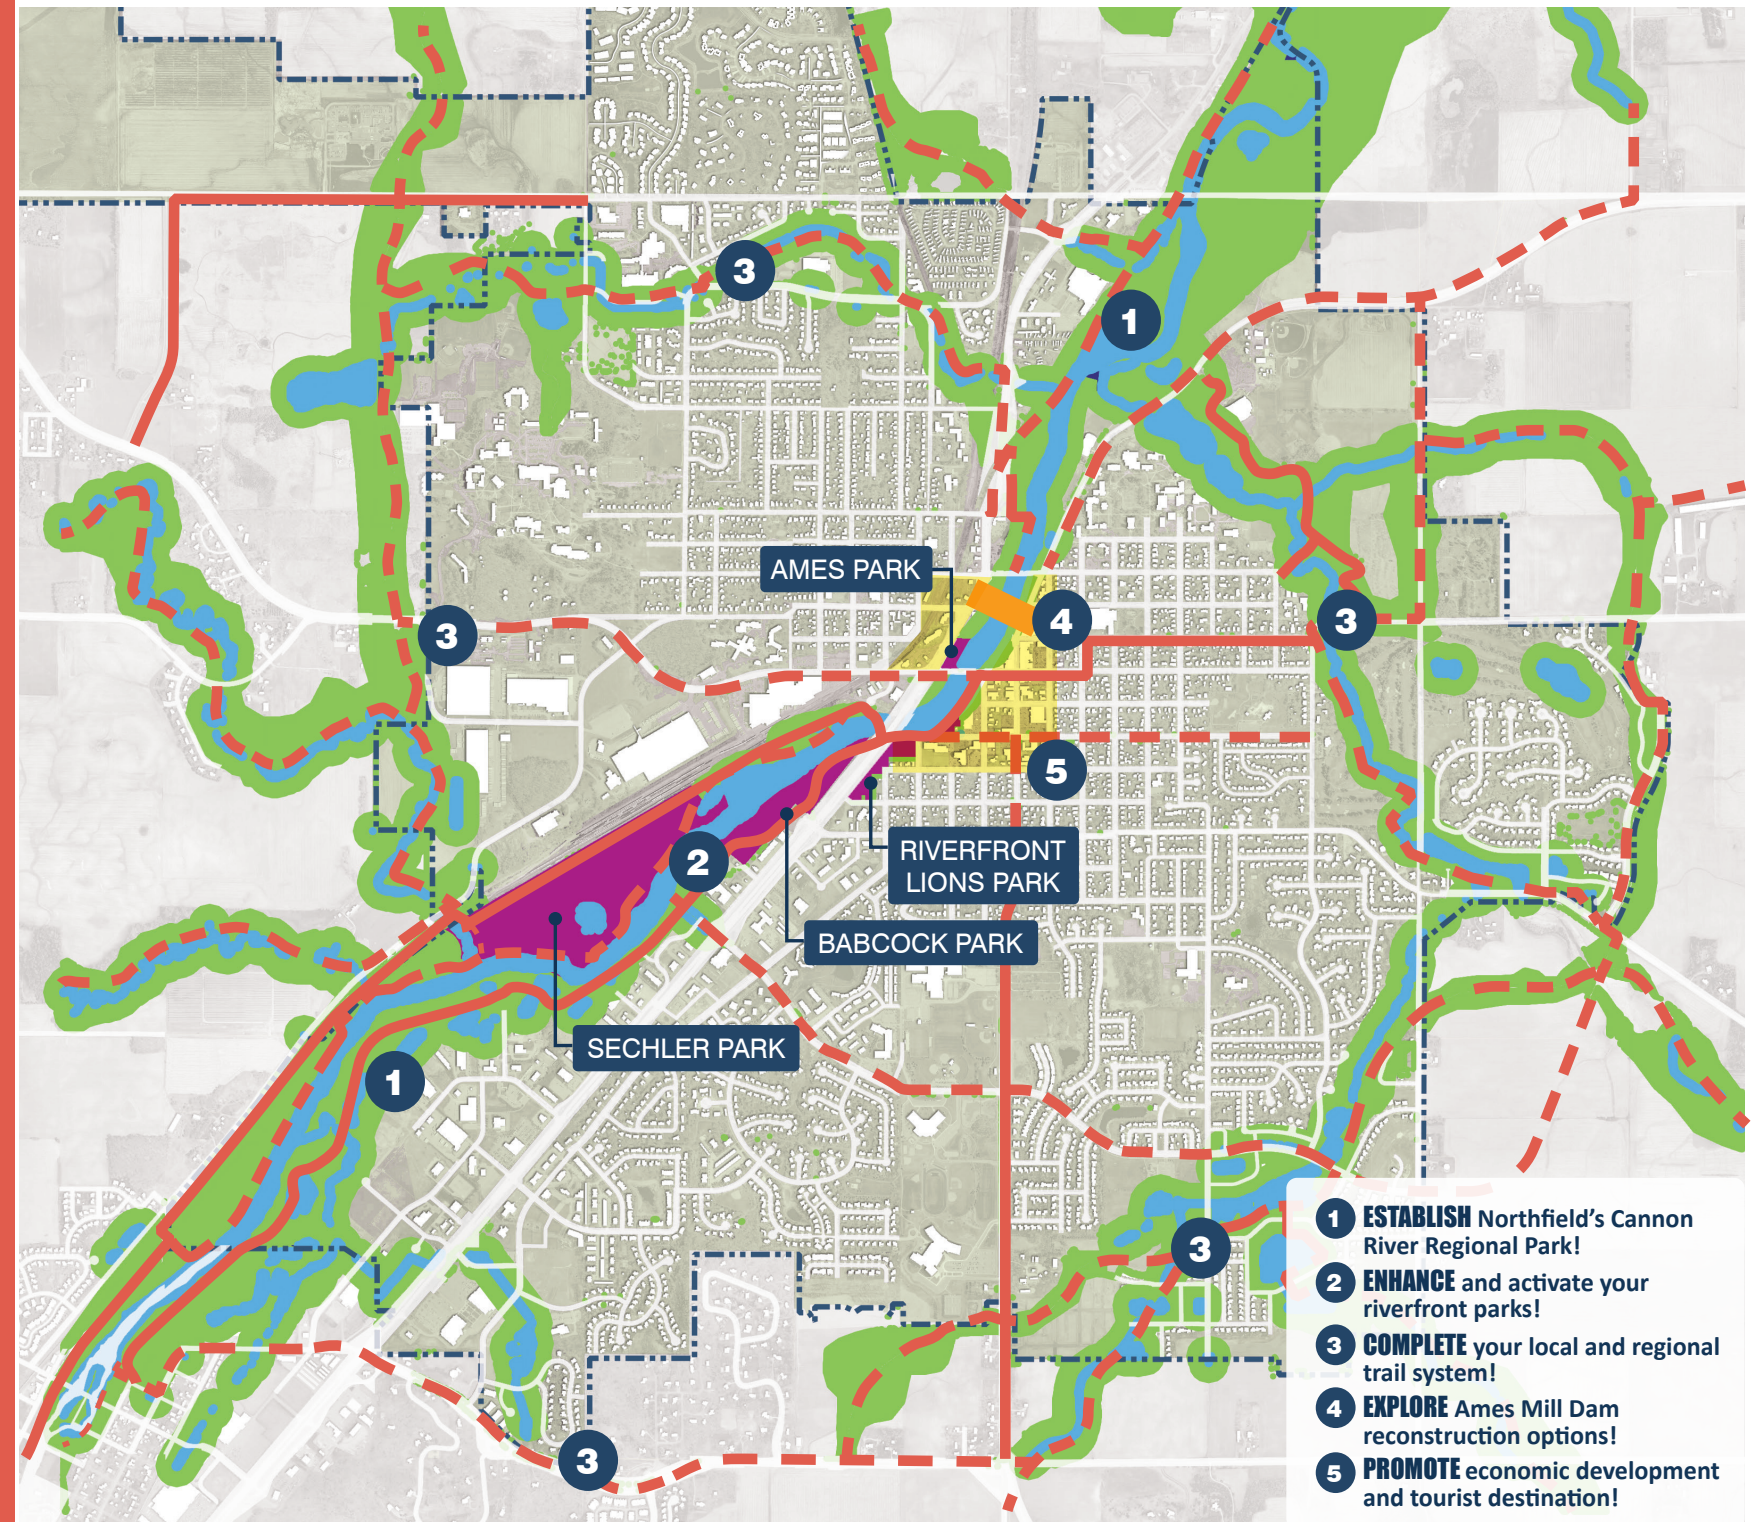 3
1
AMES PARK
4
3
3
5
2
RIVERFRONT
LIONS PARK
BABCOCK PARK
SECHLER PARK
1
3
3
1 ESTABLISH Northfield's Cannon
River Regional Park!
2 ENHANCE and activate your
riverfront parks!
3 COMPLETE your local and regional
trail system!
4 EXPLORE Ames Mill Dam
reconstruction options!
5 PROMOTE economic development
and tourist destination!